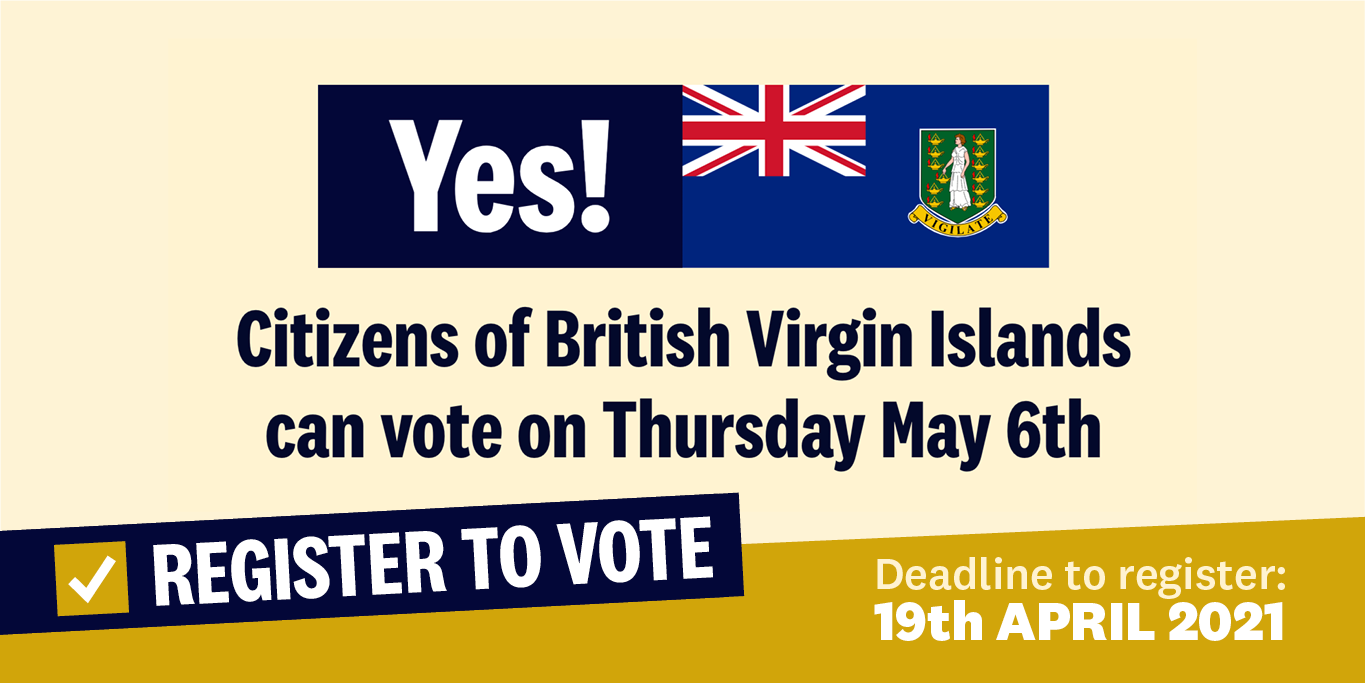 Yes!
VIGILATE
Citizens of British Virgin Islands
can vote on Thursday May 6th
REGISTER TO VOTE
Deadline to register:
19th APRIL 2021